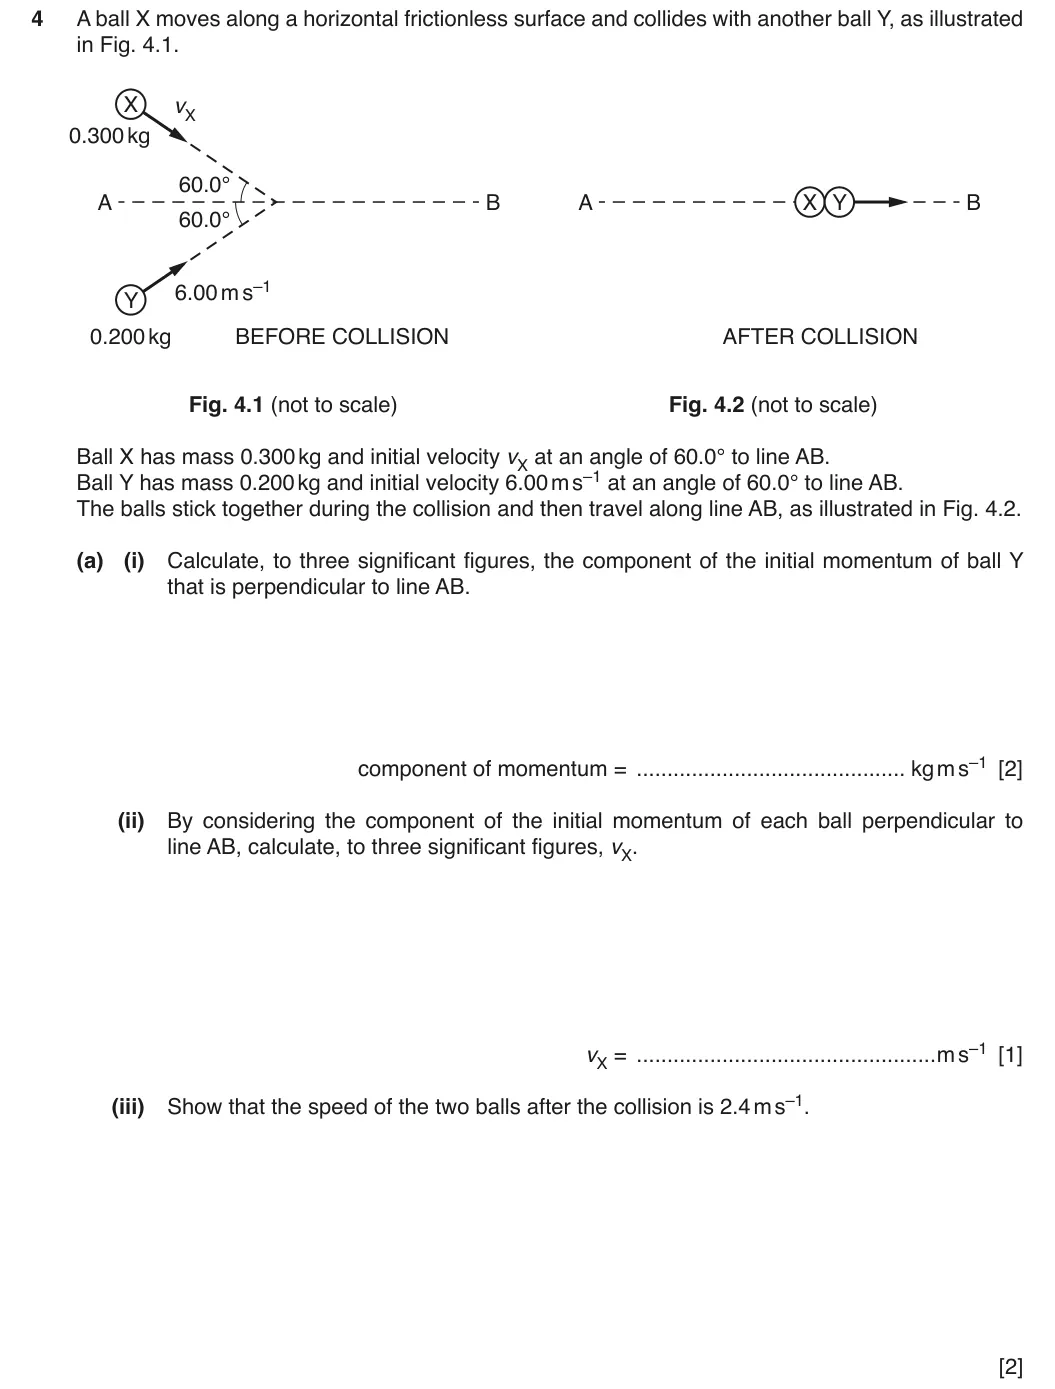 4 A ball X moves along a horizontal frictionless surface and collides with another ball Y, as illustrated
in Fig. 4.1.
X
vX
0.300 kg
60.0°
A B
60.0°
Y
6.00 m s–1
0.200 kg BEFORE COLLISION
A X Y B
AFTER COLLISION
Fig. 4.1 (not to scale)
Fig. 4.2 (not to scale)
Ball X has mass 0.300 kg and initial velocity vX at an angle of 60.0° to line AB.
Ball Y has mass 0.200 kg and initial velocity 6.00 m s–1 at an angle of 60.0° to line AB.
The balls stick together during the collision and then travel along line AB, as illustrated in Fig. 4.2.
(a) (i) Calculate, to three significant figures, the component of the initial momentum of ball Y
that is perpendicular to line AB.
component of momentum = ............................................ kg m s–1 [2]
(ii) By considering the component of the initial momentum of each ball perpendicular to
line AB, calculate, to three significant figures, vX.
vX = .................................................m s–1 [1]
(iii) Show that the speed of the two balls after the collision is 2.4 m s–1.
[2]